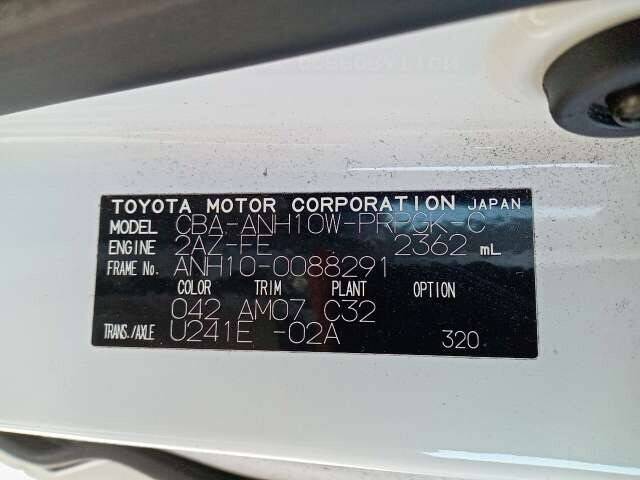 TOYOTA MOTOR CORPORATION JAPAN
MODEL CBA-ANH10W-PRPGK-C
ENGINE 2AZ-FE 2362 mL
FRAME No. ANH10-0088291
COLOR TRIM PLANT OPTION
042 AM07 C32
TRANS./AXLE U241E -02A 320